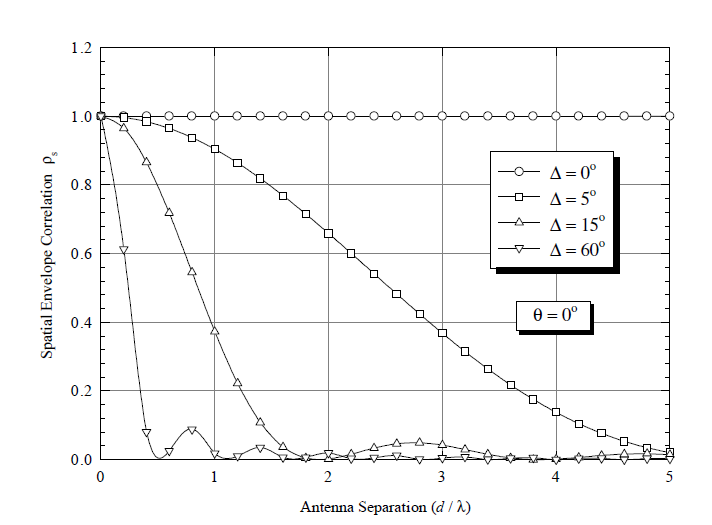 1.2
1.0
0.8
0.6
0.4
0.2
0.0
Spatial Envelope Correlation ρs
Δ = 0°
Δ = 5°
Δ = 15°
Δ = 60°
θ = 0°
0 1 2 3 4 5
Antenna Separation (d / λ)